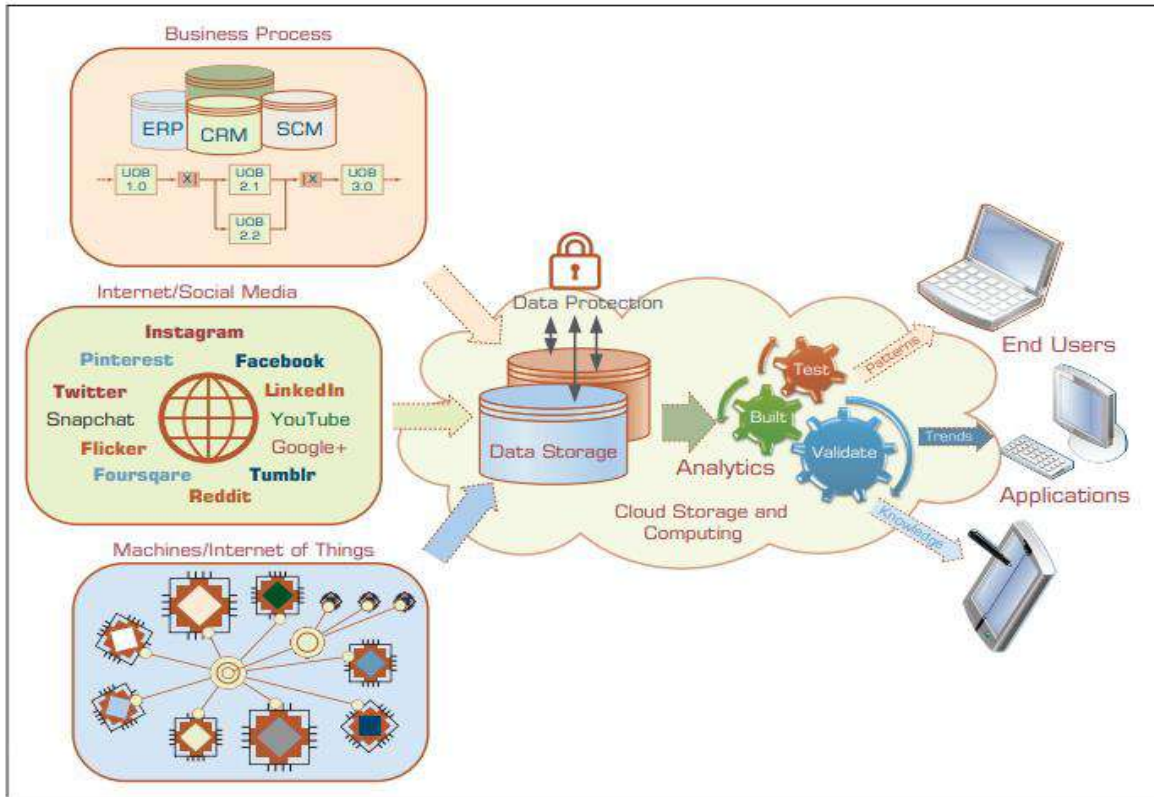 Business Process
ERP
CRM
SCM
UOB
1.0
X
UOB
2.1
X
UOB
3.0
UOB
2.2
Internet/Social Media
Instagram
Pinterest
Facebook
Twitter
LinkedIn
Snapchat
YouTube
Flicker
Google+
Foursqare
Tumblr
Reddit
Machines/Internet of Things
Data Protection
Data Storage
Analytics
Built
Test
Validate
Cloud Storage and
Computing
Patterns
Trends
Knowledge
End Users
Applications